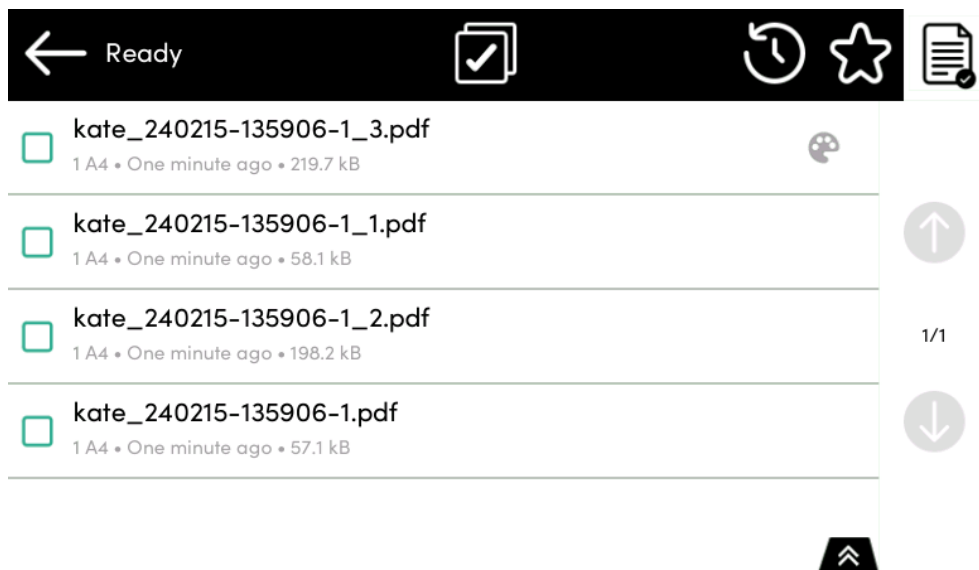 Ready
kate_240215-135906-1_3.pdf
1 A4 • One minute ago • 219.7 kB
kate_240215-135906-1_1.pdf
1 A4 • One minute ago • 58.1 kB
kate_240215-135906-1_2.pdf
1 A4 • One minute ago • 198.2 kB
1/1
kate_240215-135906-1.pdf
1 A4 • One minute ago • 57.1 kB